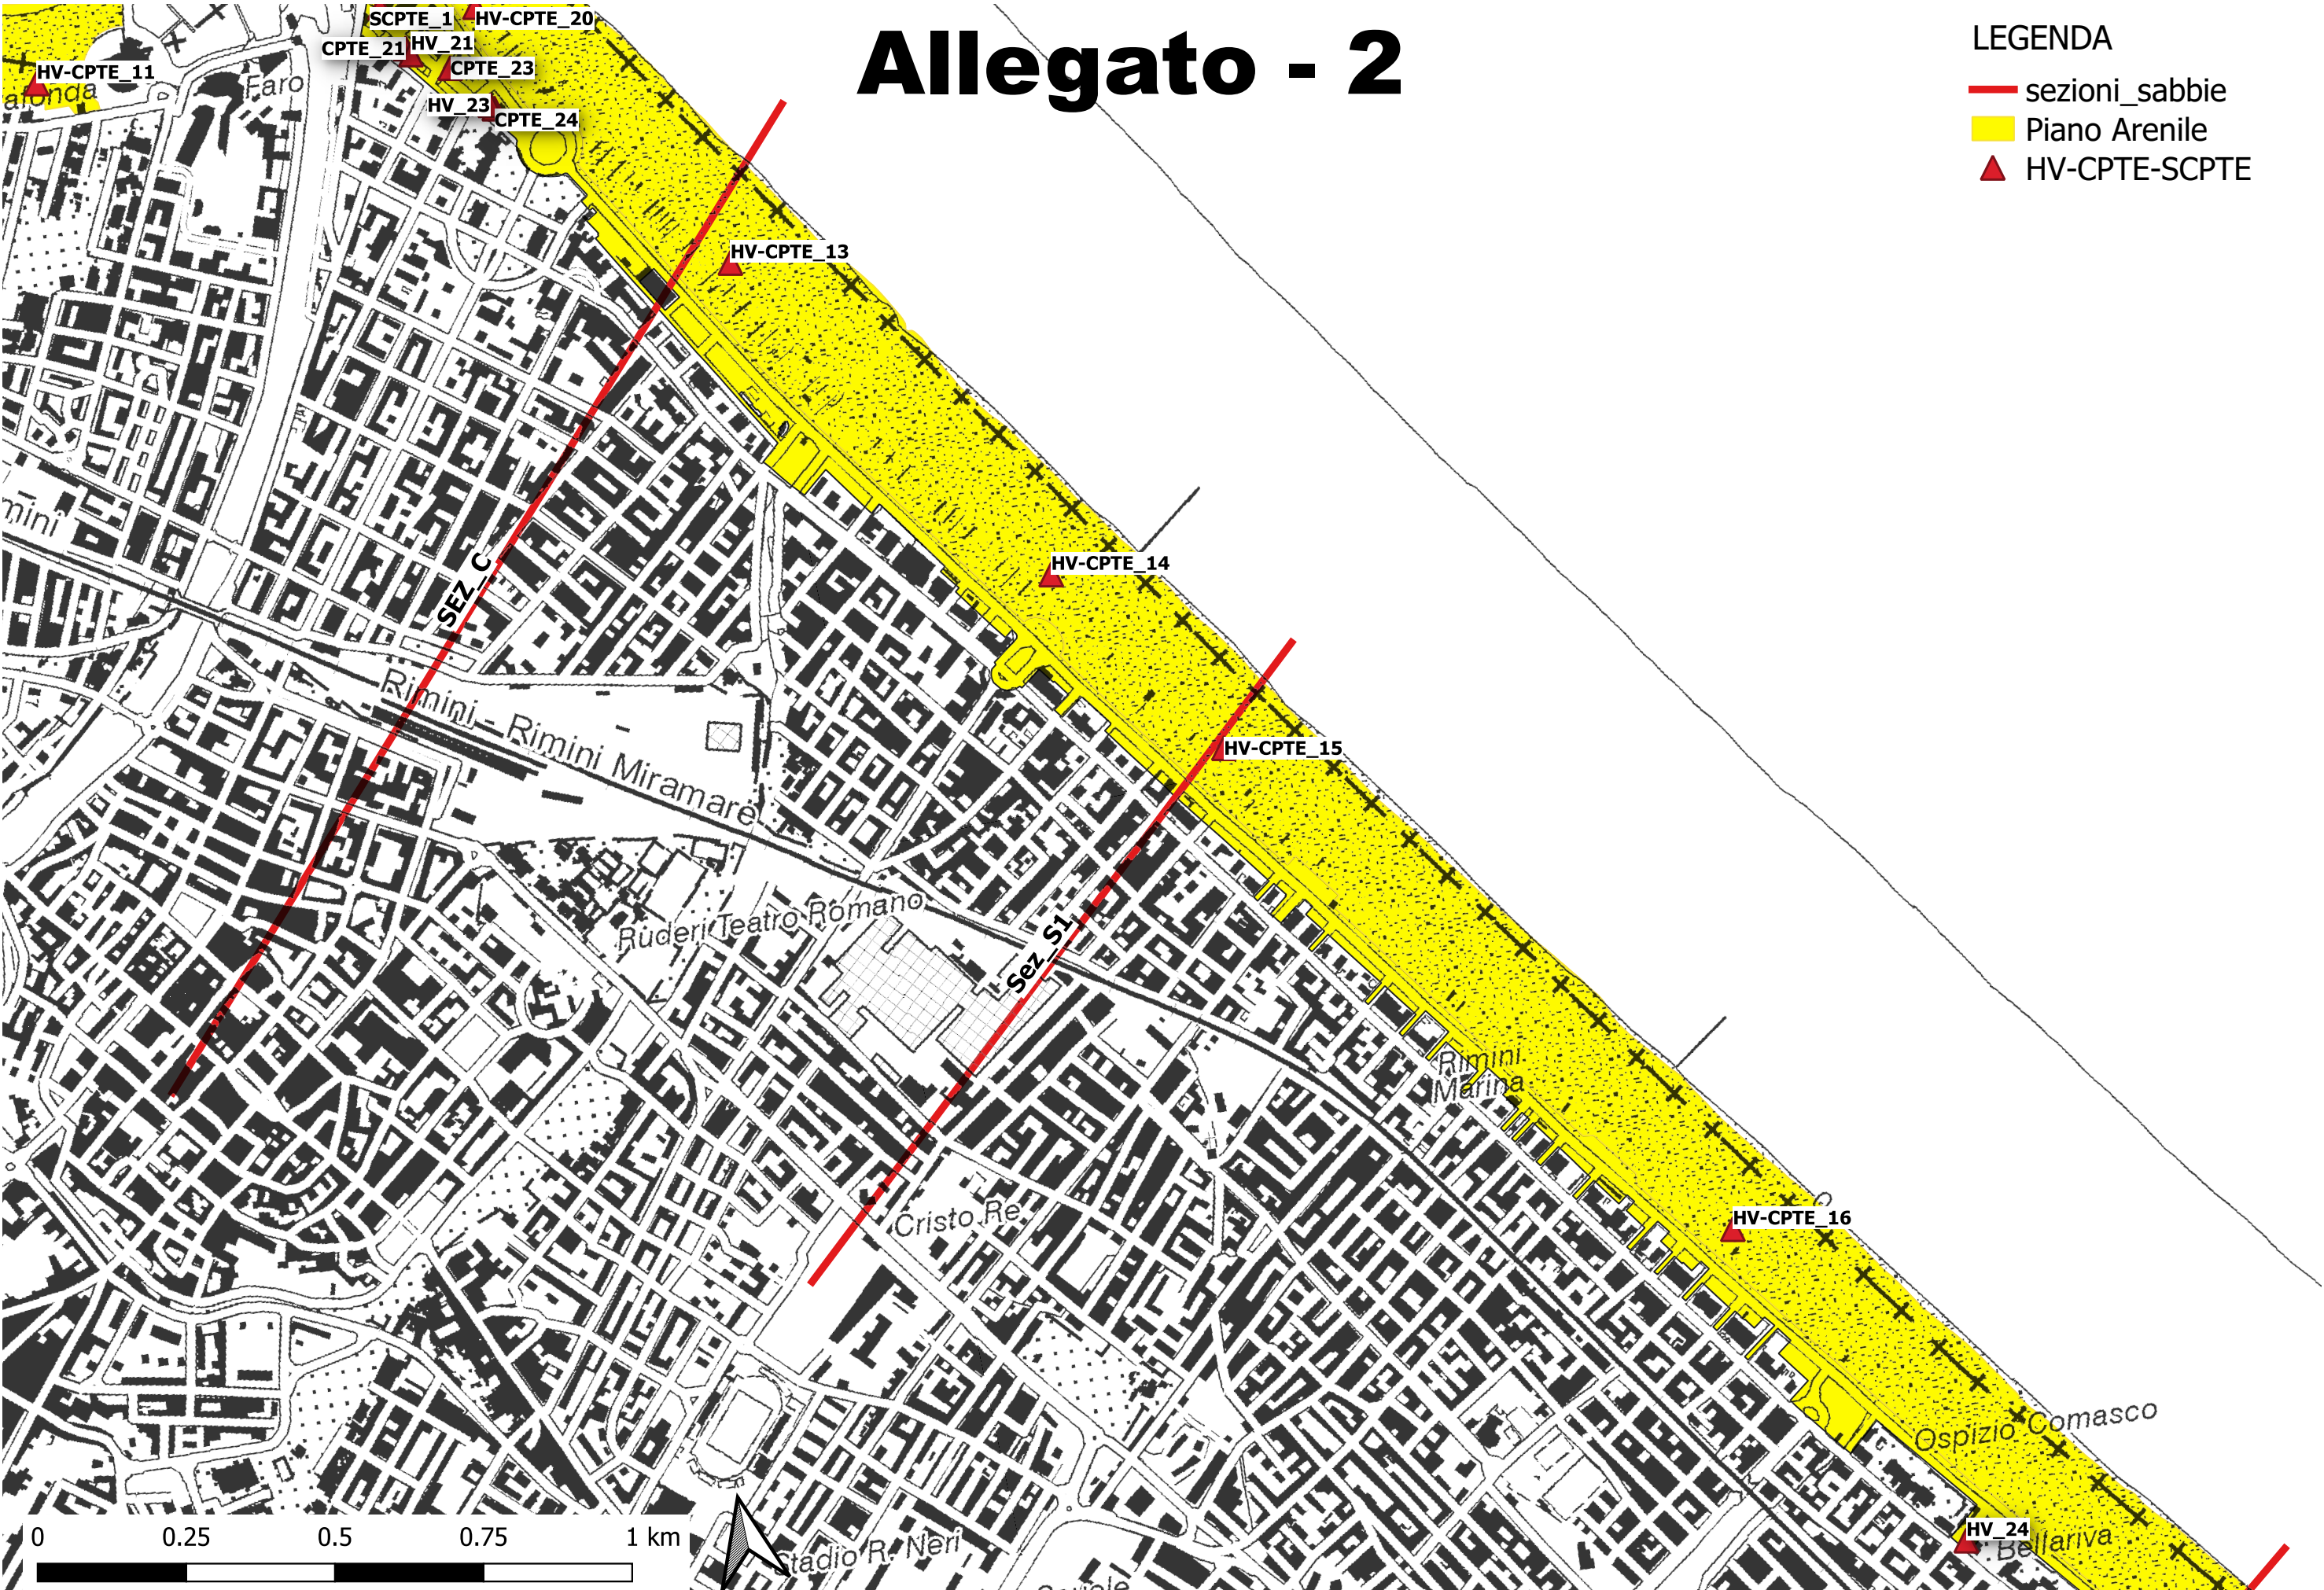 Allegato - 2
LEGENDA
sezioni_sabbie
Piano Arenile
HV-CPTE-SCPTE
SCPTE_1
HV-CPTE_20
CPTE_21
HV_21
CPTE_23
HV-CPTE_11
afonda
Faro
HV_23
CPTE_24
HV-CPTE_13
mini
HV-CPTE_14
SEZ_C
Rimini - Rimini Miramare
HV-CPTE_15
Ruderi Teatro Romano
Sez_S1
Rimini
Marina
Cristo Re
HV-CPTE_16
Ospizio Comasco
HV_24
Bellariva
0 0.25 0.5 0.75 1 km
Stadio R. Neri